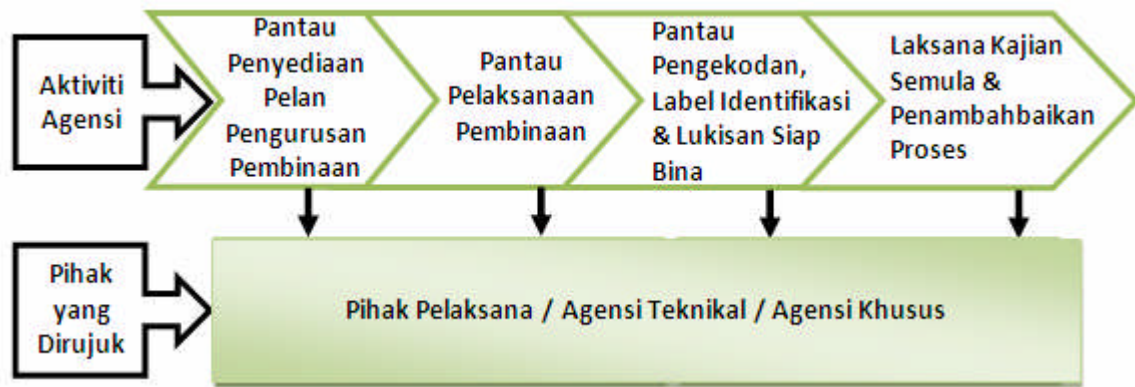 Aktiviti
Agensi
Pantau
Penyediaan
Pelan
Pengurusan
Pembinaan
Pantau
Pelaksanaan
Pembinaan
Pantau
Pengekodan,
Label Identifikasi
& Lukisan Siap
Bina
Laksana Kajian
Semula &
Penambahbaikan
Proses
Pihak
yang
Dirujuk
Pihak Pelaksana / Agensi Teknikal / Agensi Khusus